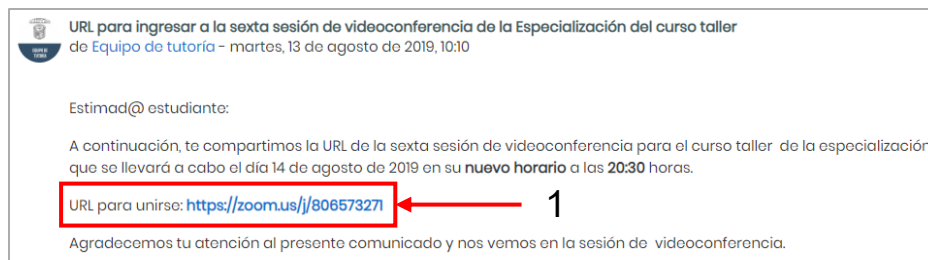 URL para ingresar a la sexta sesión de videoconferencia de la Especialización del curso taller
de Equipo de tutoría - martes, 13 de agosto de 2019, 10:10
EQUIPO DE
TUTORÍA
Estimad@ estudiante:
A continuación, te compartimos la URL de la sexta sesión de videoconferencia para el curso taller de la especialización
que se llevará a cabo el día 14 de agosto de 2019 en su nuevo horario a las 20:30 horas.
URL para unirse: https://zoom.us/j/806573271
1
Agradecemos tu atención al presente comunicado y nos vemos en la sesión de videoconferencia.